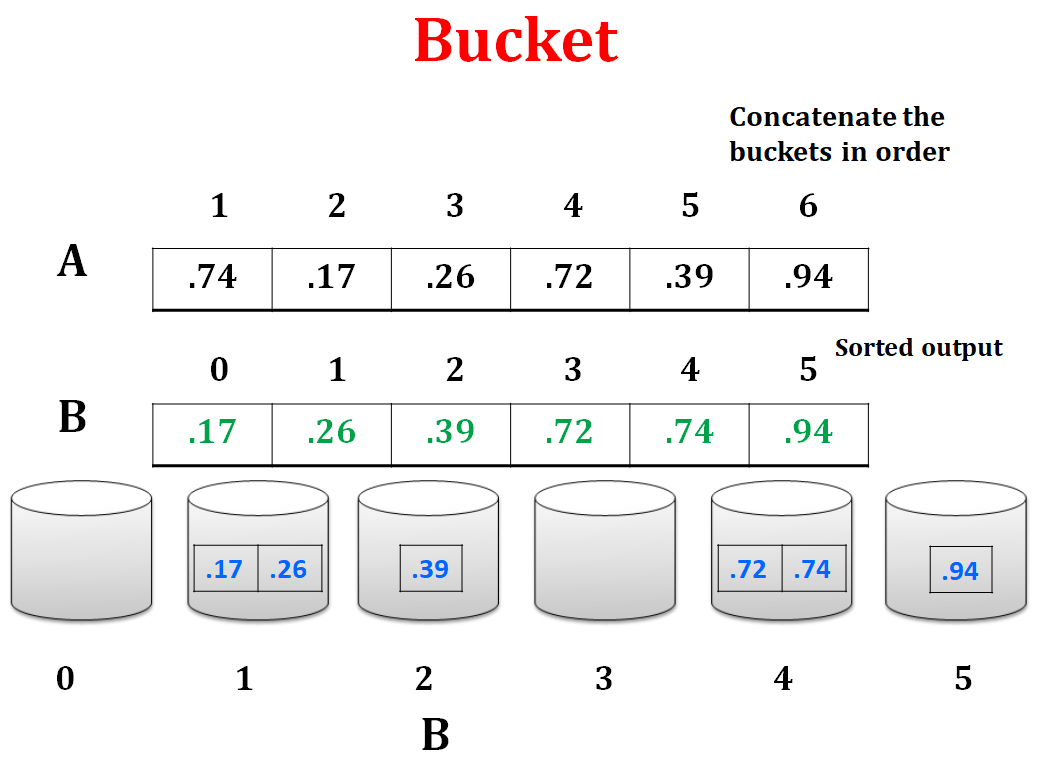 Bucket
Concatenate the
buckets in order
1 2 3 4 5 6
A
.74 .17 .26 .72 .39 .94
Sorted output
0 1 2 3 4 5
B
.17 .26 .39 .72 .74 .94
.17 .26 .39 .72 .74 .94
0 1 2 3 4 5
B